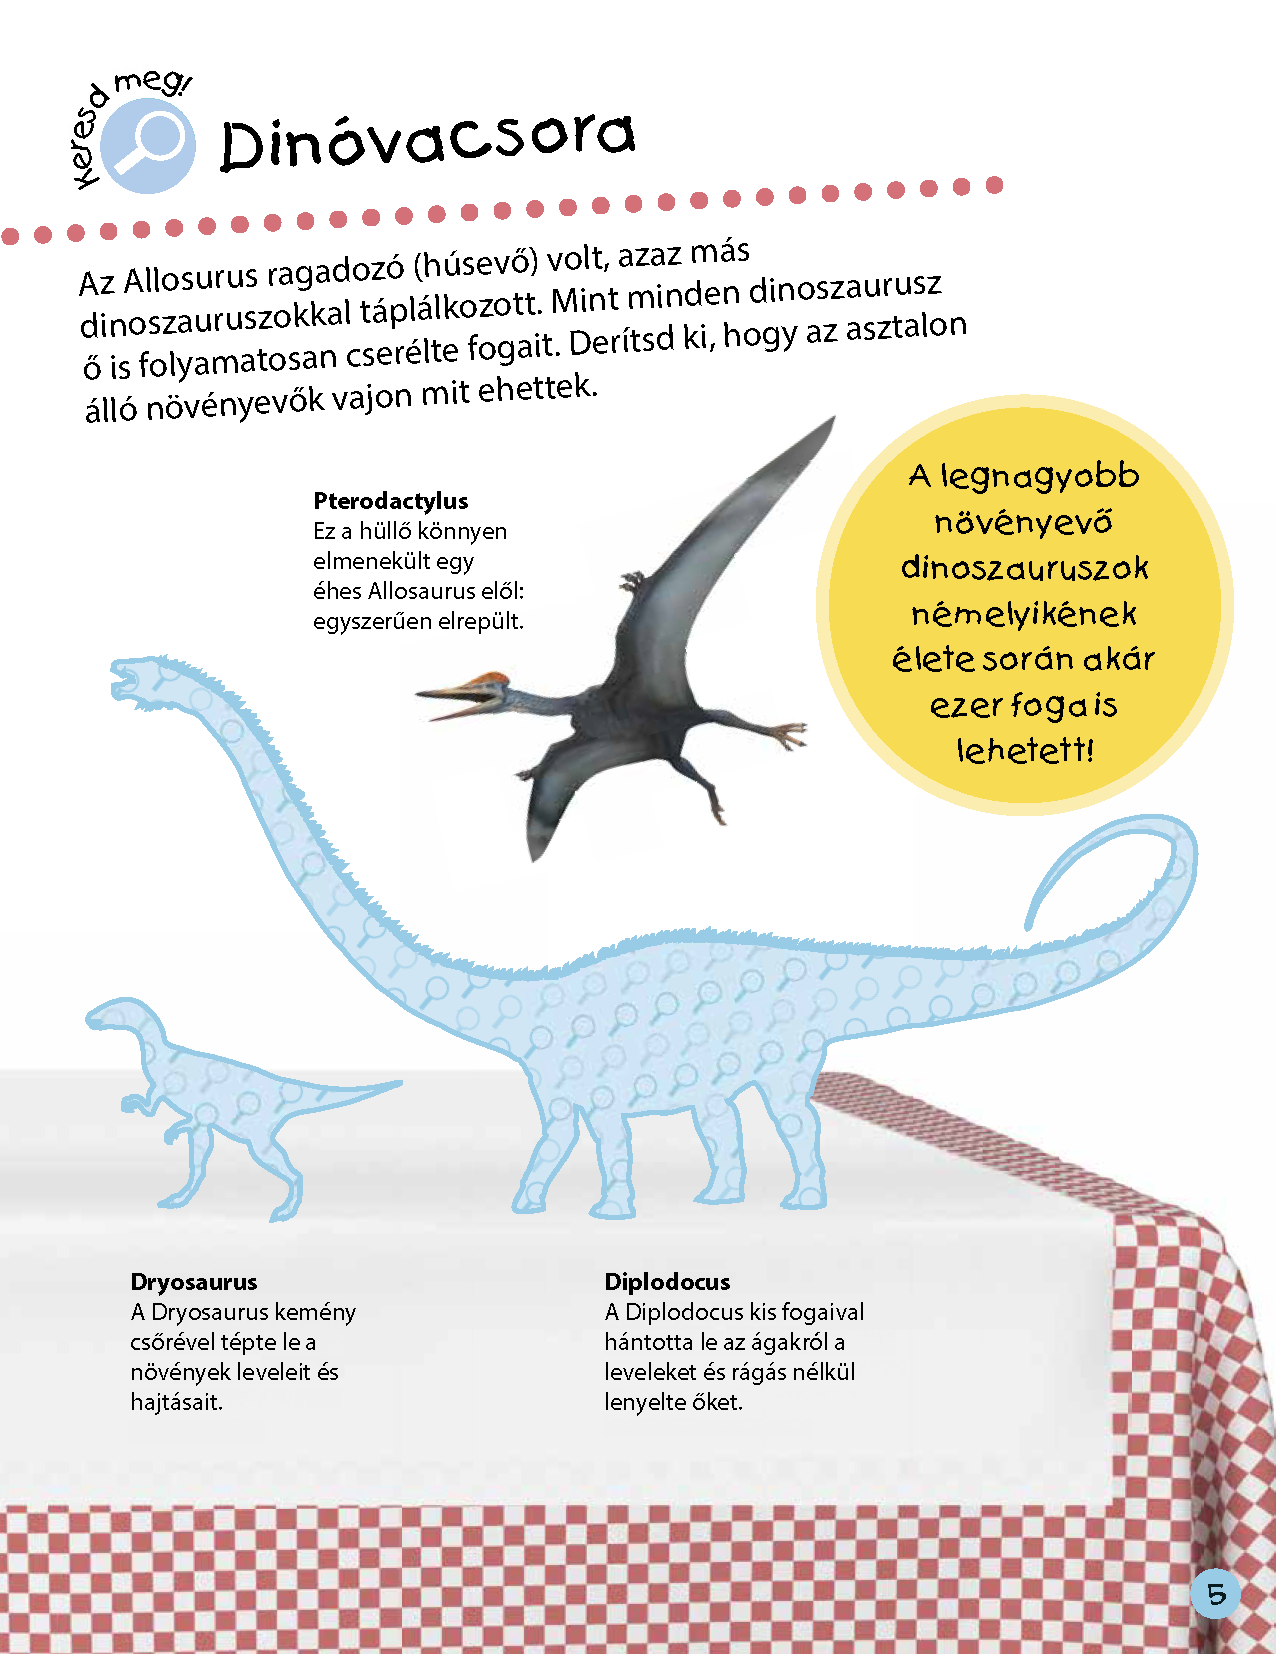 Keresd meg!
Dinóvacsora
Az Allosurus ragadozó (húsevő) volt, azaz más
dinoszauruszokkal táplálkozott. Mint minden dinoszaurusz
ő is folyamatosan cserélte fogait. Derítsd ki, hogy az asztalon
álló növényevők vajon mit ehettek.
Pterodactylus
Ez a hüllő könnyen
elmenekült egy
éhes Allosaurus elől:
egyszerűen elrepült.
A legnagyobb
növényevő
dinoszauruszok
némelyikének
élete során akár
ezer foga is
lehetett!
Dryosaurus
A Dryosaurus kemény
csőrével tépte le a
növények leveleit és
hajtásait.
Diplodocus
A Diplodocus kis fogaival
hántotta le az ágakról a
leveleket és rágás nélkül
lenyelte őket.
5